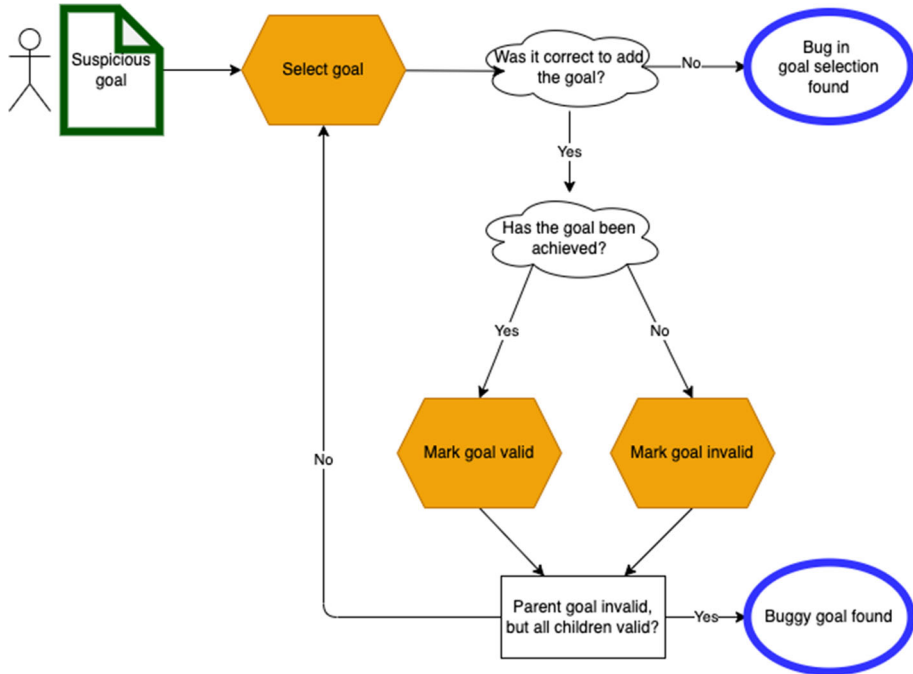 Suspicious
goal
Select goal
Was it correct to add
the goal?
No
Bug in
goal selection
found
Yes
Has the goal been
achieved?
Yes
No
Mark goal valid
Mark goal invalid
No
Parent goal invalid,
but all children valid?
Yes
Buggy goal found